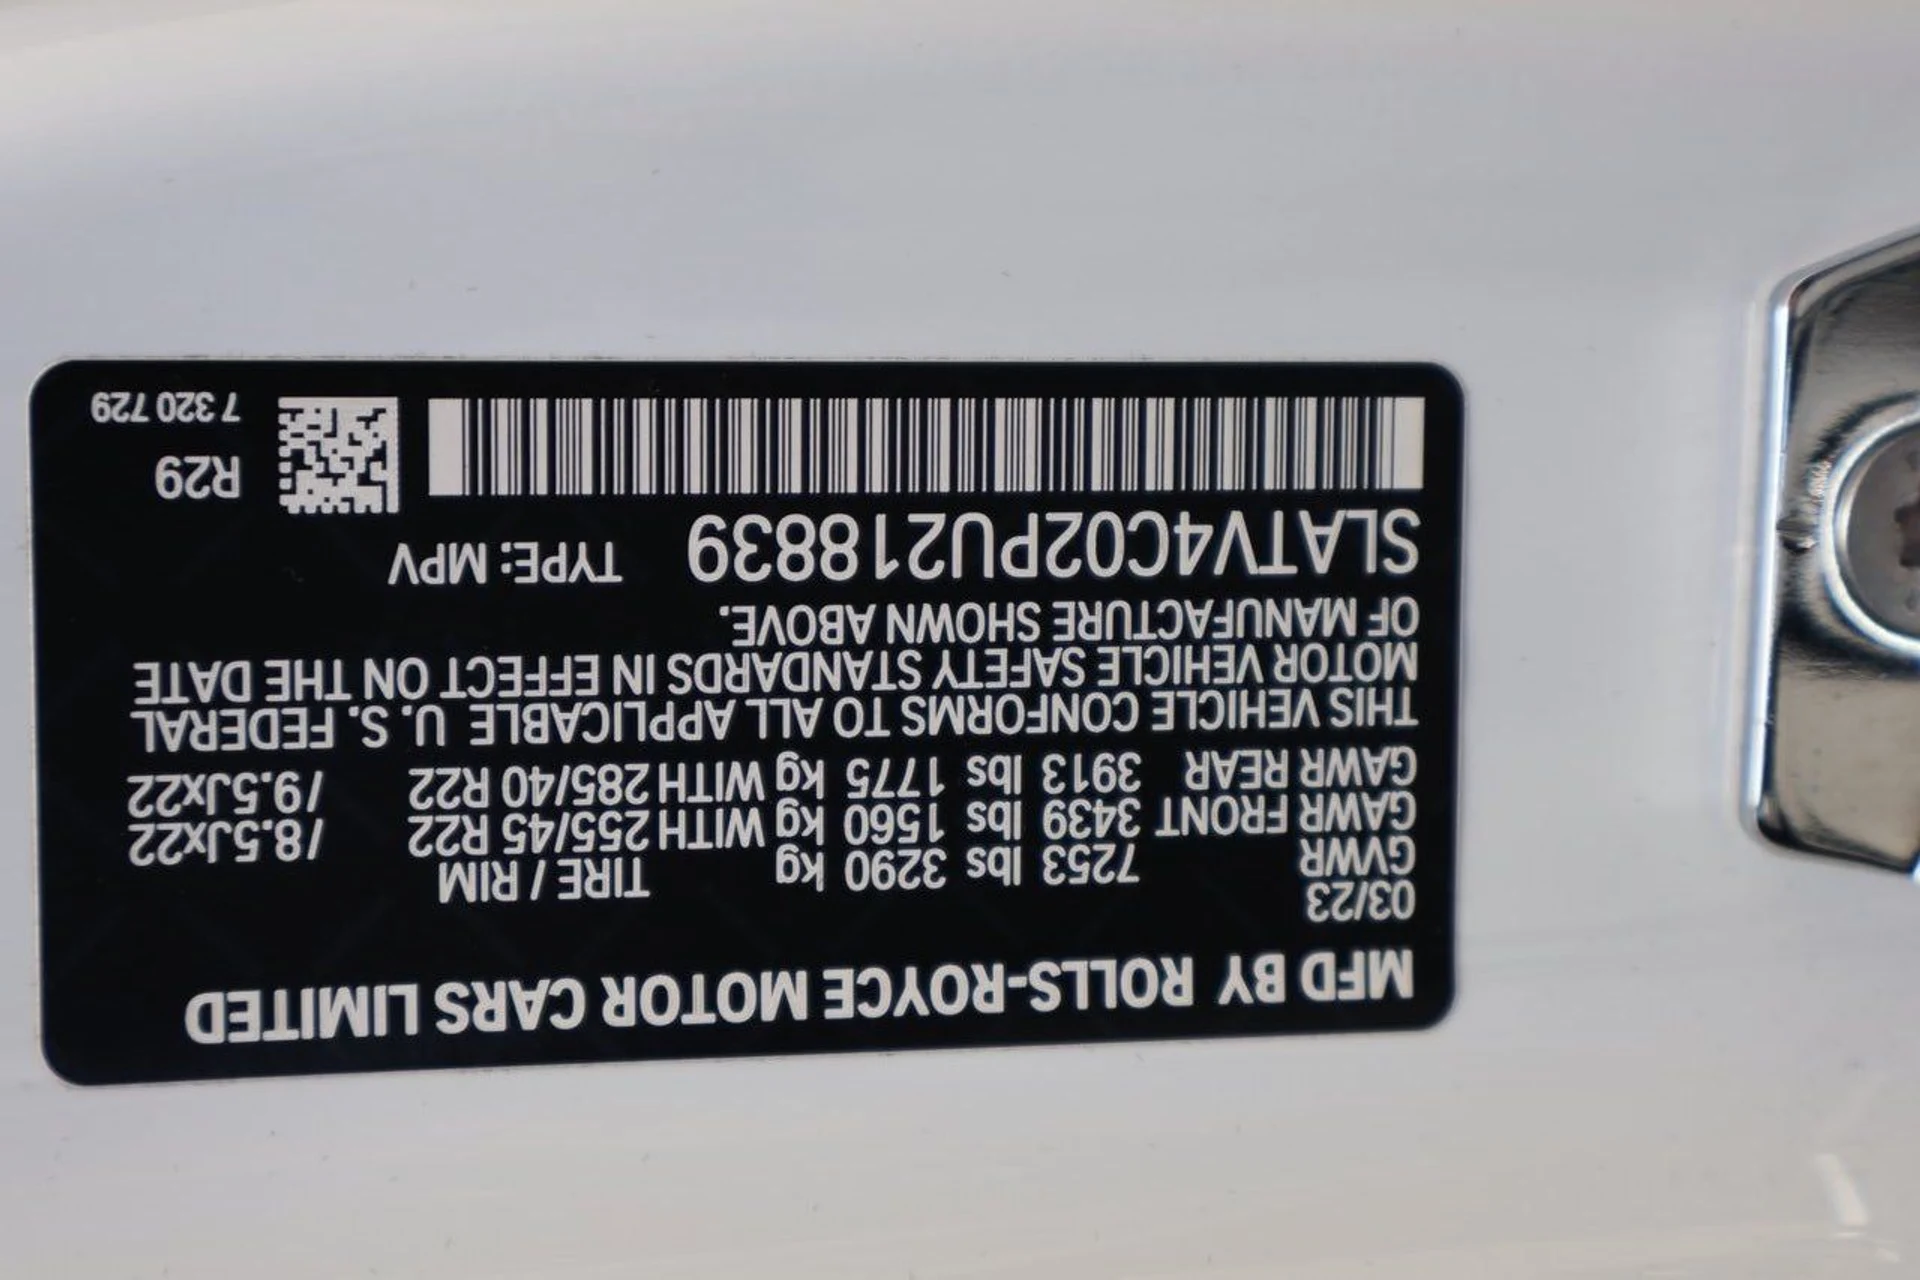 MFD BY ROLLS-ROYCE MOTOR CARS LIMITED
03/23
GVWR 7253 lbs 3290 kg TIRE / RIM
GAWR FRONT 3439 lbs 1560 kg WITH 255/45 R22 /8.5Jx22
GAWR REAR 3913 lbs 1775 kg WITH 285/40 R22 /9.5Jx22
THIS VEHICLE CONFORMS TO ALL APPLICABLE U. S. FEDERAL
MOTOR VEHICLE SAFETY STANDARDS IN EFFECT ON THE DATE
OF MANUFACTURE SHOWN ABOVE.
SLATV4C02PU218839 TYPE: MPV
R29
7 320 729